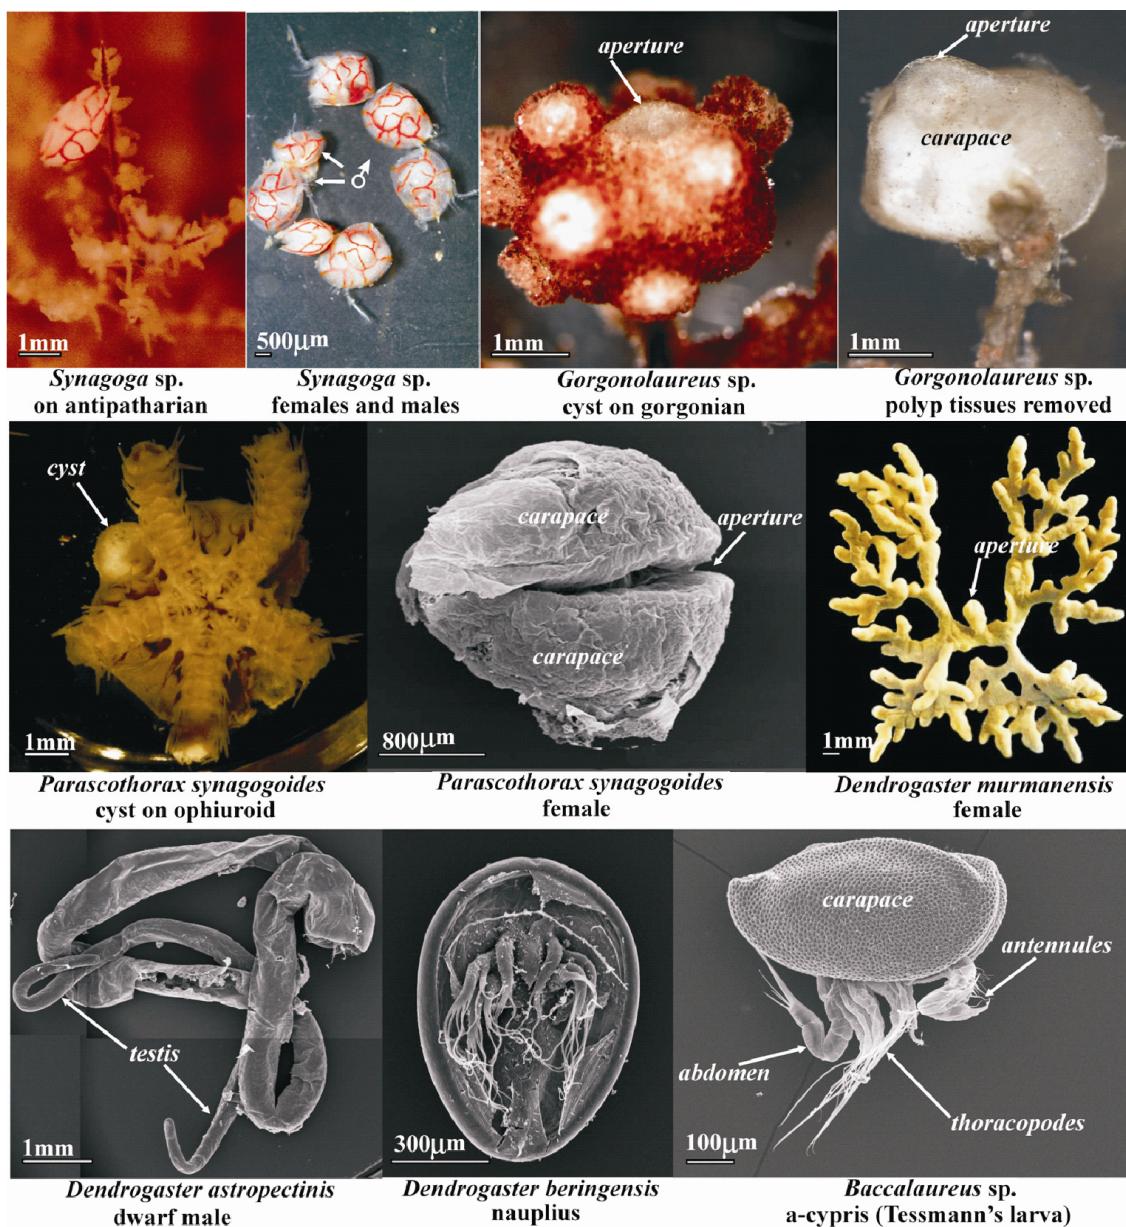 aperture
aperture
carapace
♂
1mm
500μm
1mm
1mm
Synagoga sp.
on antipatharian
Synagoga sp.
females and males
Gorgonolaureus sp.
cyst on gorgonian
Gorgonolaureus sp.
polyp tissues removed
cyst
carapace
aperture
carapace
aperture
1mm
800μm
1mm
Parascothorax synagogoides
cyst on ophiuroid
Parascothorax synagogoides
female
Dendrogaster murmanensis
female
testis
1mm
300μm
carapace
antennules
abdomen
thoracopodes
100μm
Dendrogaster astropectinis
dwarf male
Dendrogaster beringensis
nauplius
Baccalaureus sp.
a-cypris (Tessmann's larva)